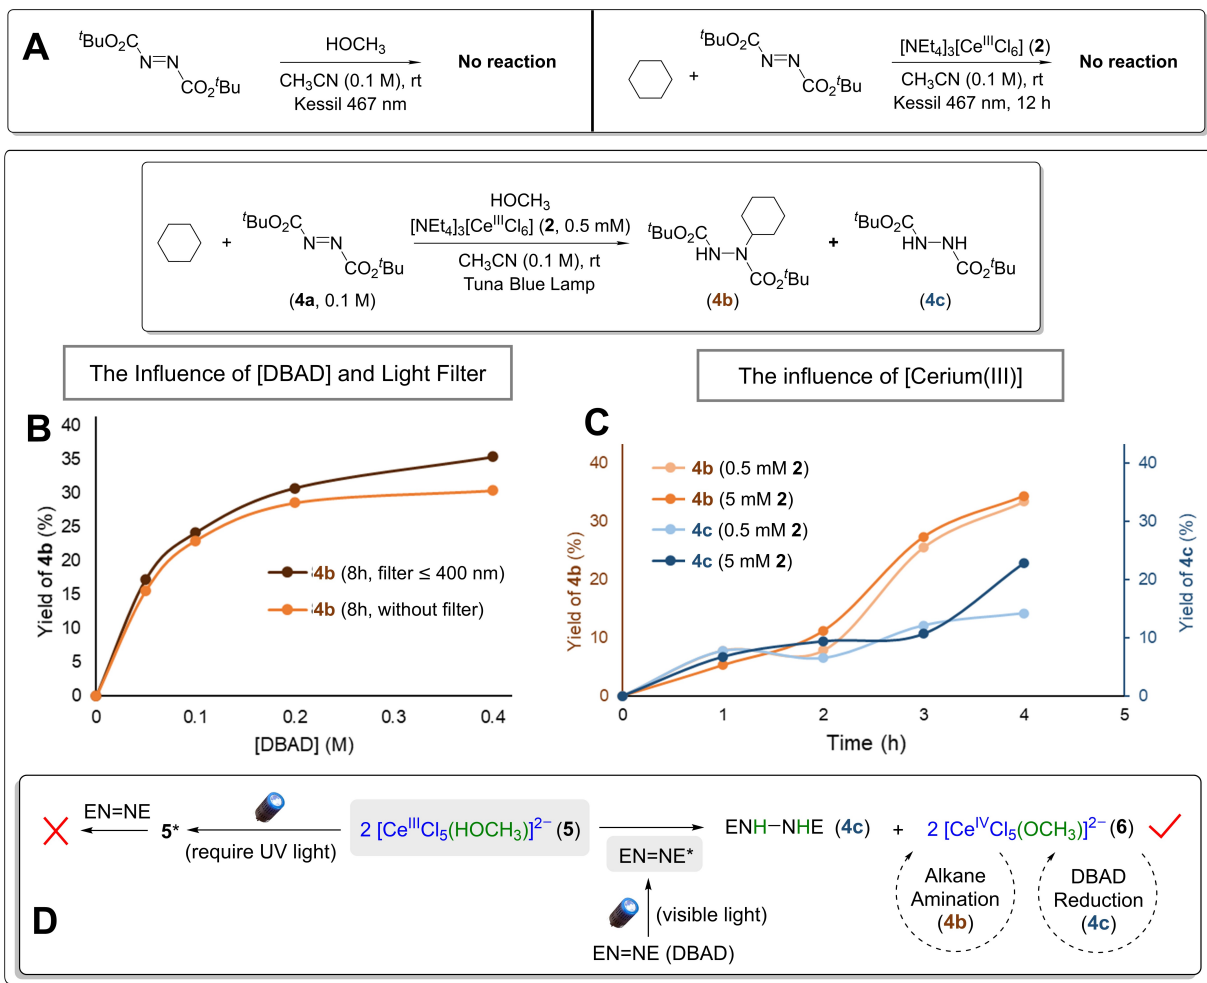 A
ᵗBuO₂C
N=N
CO₂ᵗBu
HOCH₃
CH₃CN (0.1 M), rt
Kessil 467 nm
No reaction
+
ᵗBuO₂C
N=N
CO₂ᵗBu
[NEt₄]₃[CeᴵᴵᴵCl₆] (2)
CH₃CN (0.1 M), rt
Kessil 467 nm, 12 h
No reaction
+
ᵗBuO₂C
N=N
CO₂ᵗBu
(4a, 0.1 M)
HOCH₃
[NEt₄]₃[CeᴵᴵᴵCl₆] (2, 0.5 mM)
CH₃CN (0.1 M), rt
Tuna Blue Lamp
ᵗBuO₂C
HN–N
CO₂ᵗBu
(4b)
+
ᵗBuO₂C
HN–NH
CO₂ᵗBu
(4c)
The Influence of [DBAD] and Light Filter
B
Yield of 4b (%)
40
35
30
25
20
15
10
5
0
4b (8h, filter ≤ 400 nm)
4b (8h, without filter)
0 0.1 0.2 0.3 0.4
[DBAD] (M)
The influence of [Cerium(III)]
C
Yield of 4b (%)
40
30
20
10
0
4b (0.5 mM 2)
4b (5 mM 2)
4c (0.5 mM 2)
4c (5 mM 2)
40
30
20
10
0
Yield of 4c (%)
0 1 2 3 4 5
Time (h)
D
EN=NE
5*
(require UV light)
2 [CeᴵᴵᴵCl₅(HOCH₃)]²⁻ (5)
EN=NE*
(visible light)
EN=NE (DBAD)
ENH–NHE (4c)
+
2 [CeᴵⱽCl₅(OCH₃)]²⁻ (6)
Alkane
Amination
(4b)
DBAD
Reduction
(4c)